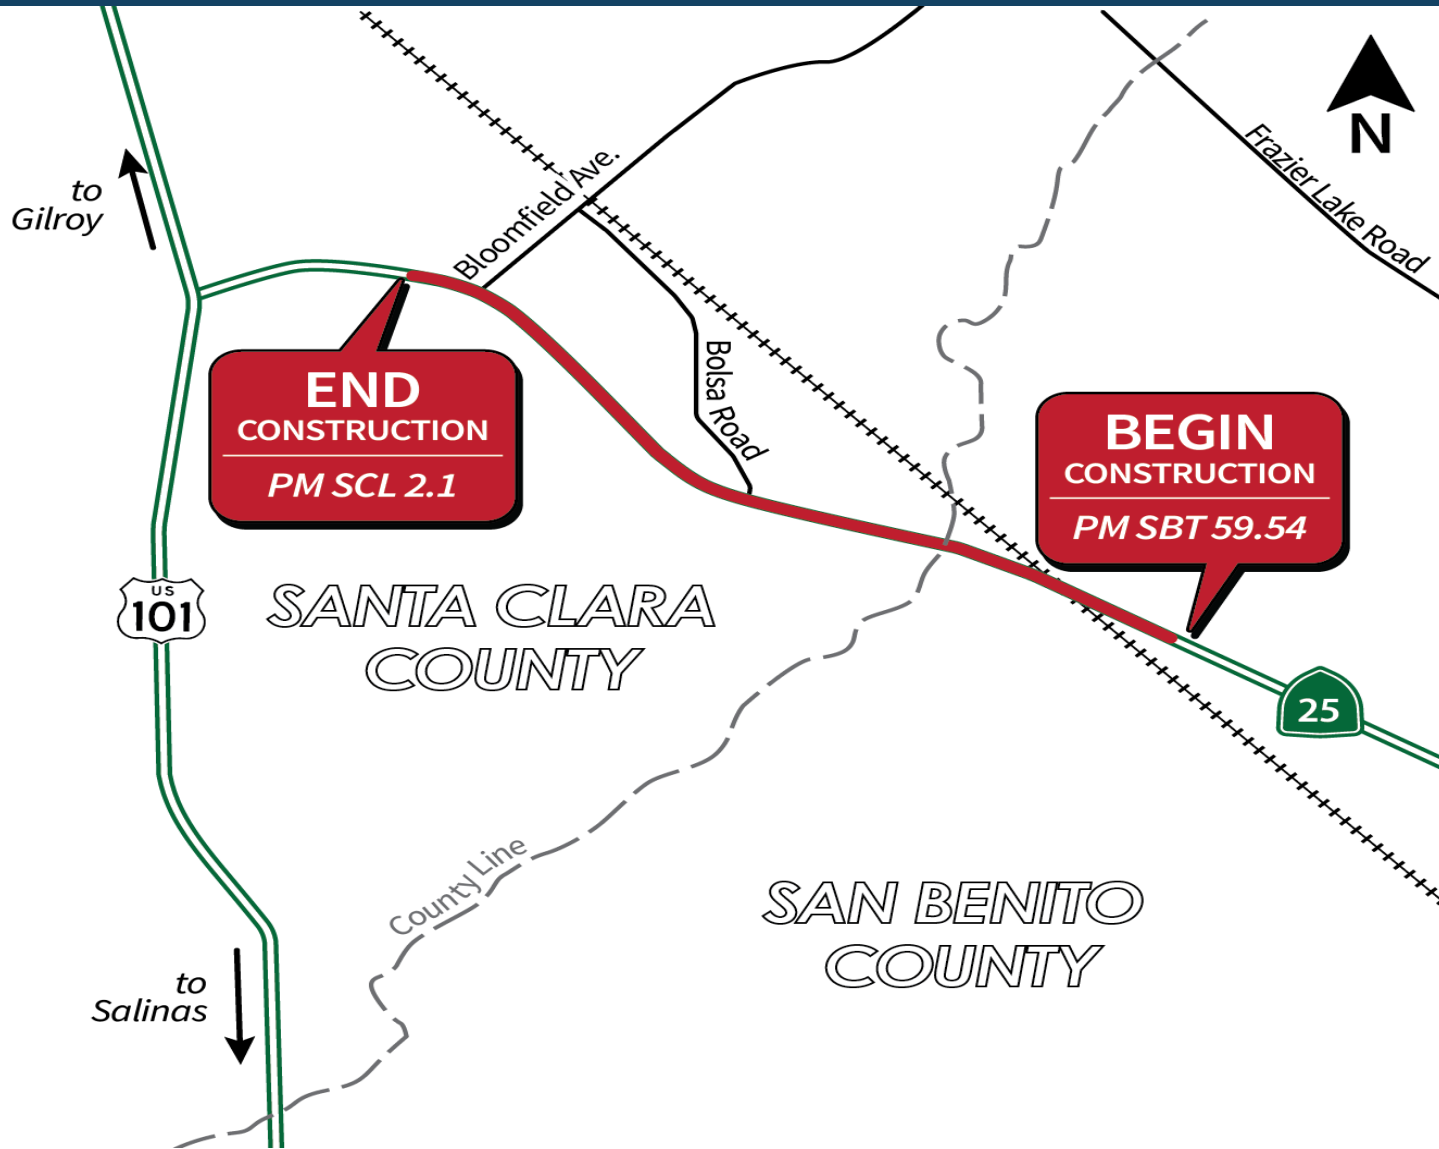 N
Frazier Lake Road
Bloomfield Ave.
to
Gilroy
Bolsa Road
END
CONSTRUCTION
PM SCL 2.1
BEGIN
CONSTRUCTION
PM SBT 59.54
US
101
SANTA CLARA
COUNTY
25
County Line
SAN BENITO
COUNTY
to
Salinas